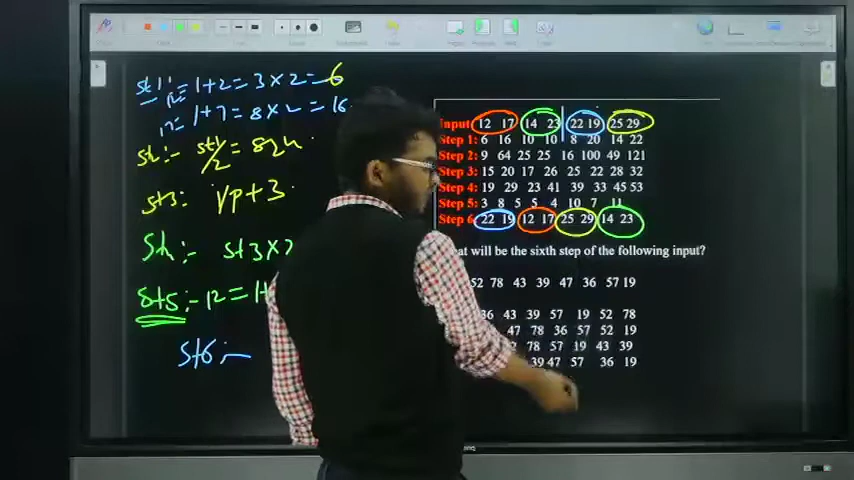 st1:- 12 = 1+2 = 3×2 = 6
17 = 1+7 = 8×2 = 16
st1/2 =
st3: ip+3
st3×2
st5:- 12 = 1+
st6:-
Input 12 17 14 23 22 19 25 29
Step 1: 6 16 10 10 8 20 14 22
Step 2: 9 64 25 25 16 100 49 121
Step 3: 15 20 17 26 25 22 28 32
Step 4: 19 29 23 41 39 33 45 53
Step 5: 3 8 5 5 4 10 7 11
Step 6 22 19 12 17 25 29 14 23
will be the sixth step of the following input?
52 78 43 39 47 36 57 19
36 43 39 57 19 52 78
47 78 36 57 52 19
78 57 19 43 39
39 47 57 36 19